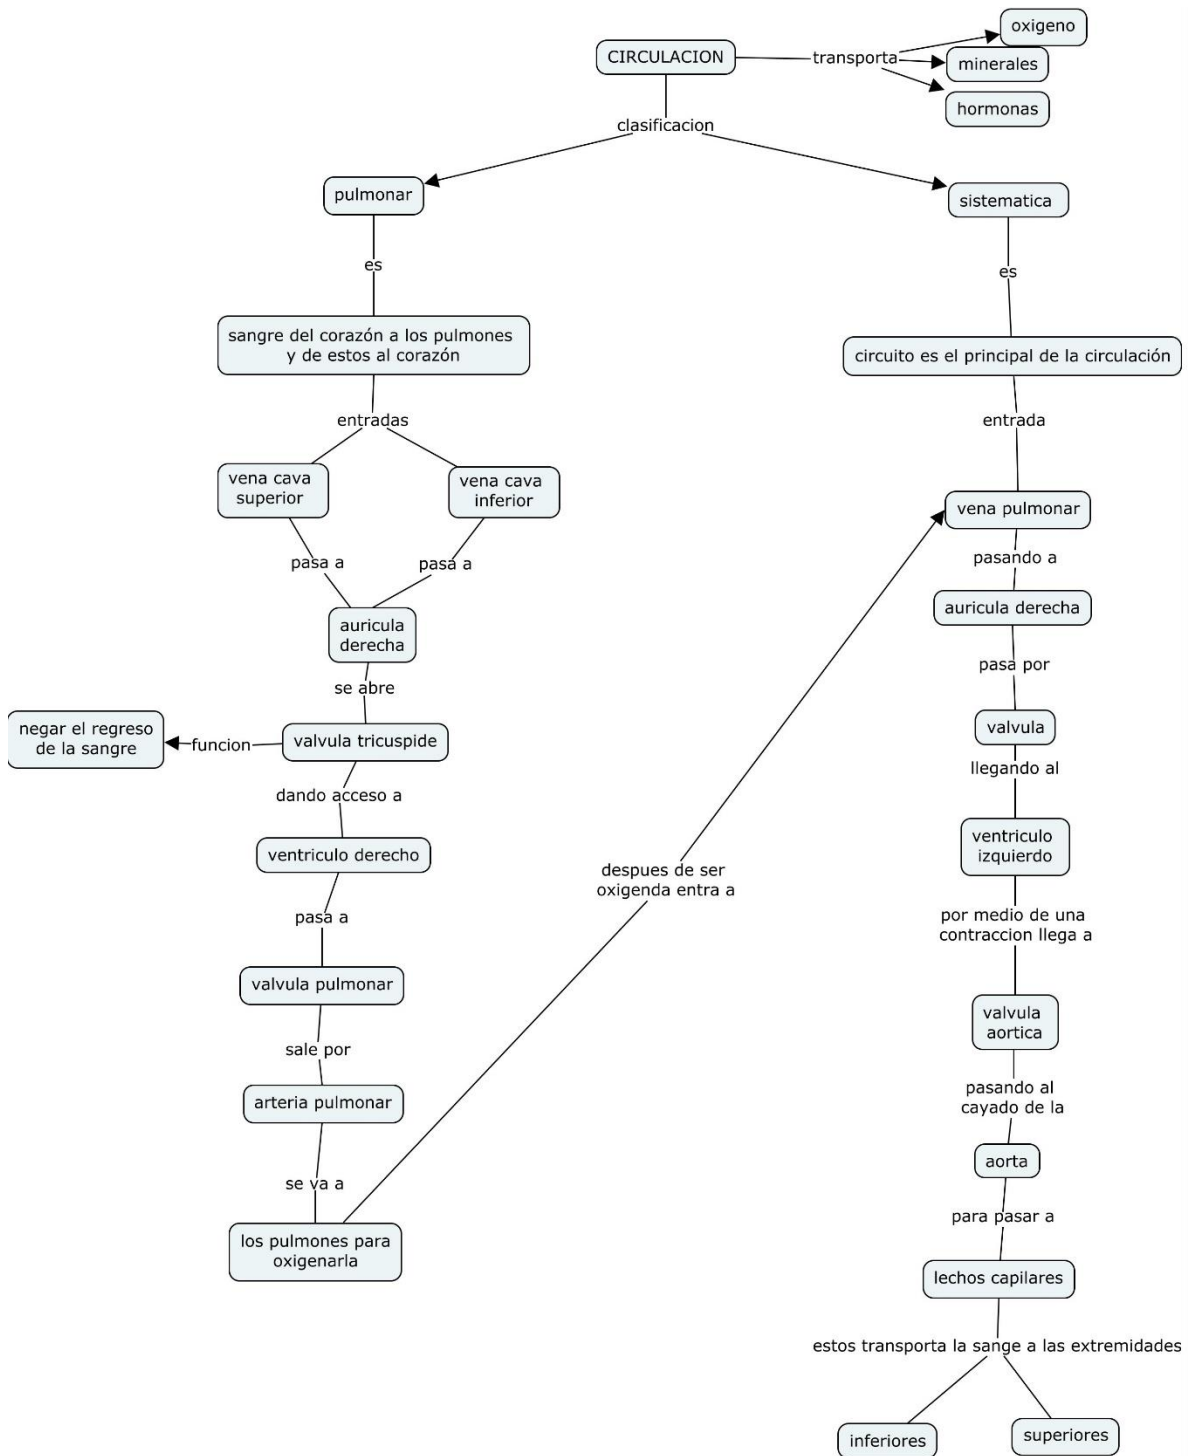 CIRCULACION
transporta
oxigeno
minerales
hormonas
clasificacion
pulmonar
es
sangre del corazón a los pulmones
y de estos al corazón
entradas
vena cava
superior
vena cava
inferior
pasa a
pasa a
auricula
derecha
se abre
valvula tricuspide
funcion
negar el regreso
de la sangre
dando acceso a
ventriculo derecho
pasa a
valvula pulmonar
sale por
arteria pulmonar
se va a
los pulmones para
oxigenarla
despues de ser
oxigenda entra a
sistematica
es
circuito es el principal de la circulación
entrada
vena pulmonar
pasando a
auricula derecha
pasa por
valvula
llegando al
ventriculo
izquierdo
por medio de una
contraccion llega a
valvula
aortica
pasando al
cayado de la
aorta
para pasar a
lechos capilares
estos transporta la sange a las extremidades
inferiores
superiores